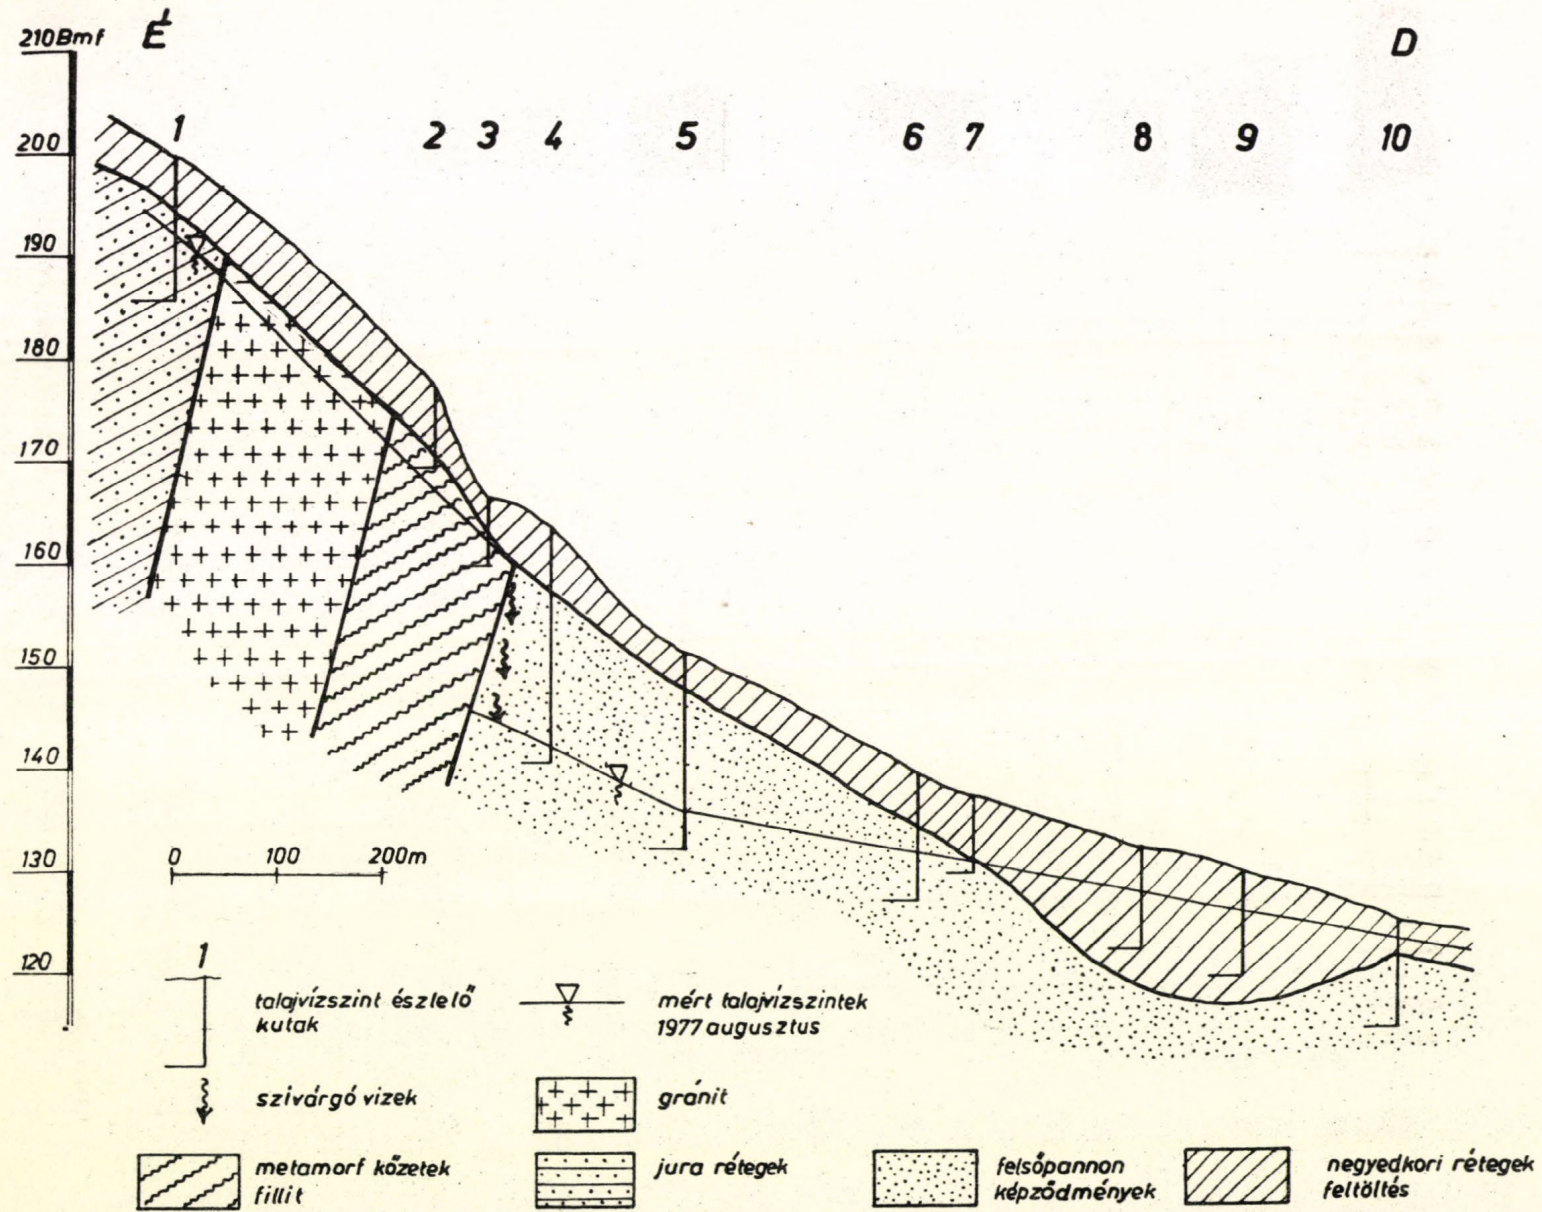 210 Bmf
É
D
1 2 3 4 5 6 7 8 9 10
200
190
180
170
160
150
140
130
120
0 100 200m
1
talajvízszint észlelő
kutak
mért talajvízszintek
1977 augusztus
szivárgó vizek
gránit
metamorf kőzetek
fillit
jura rétegek
felsőpannon
képződmények
negyedkori rétegek
feltöltés